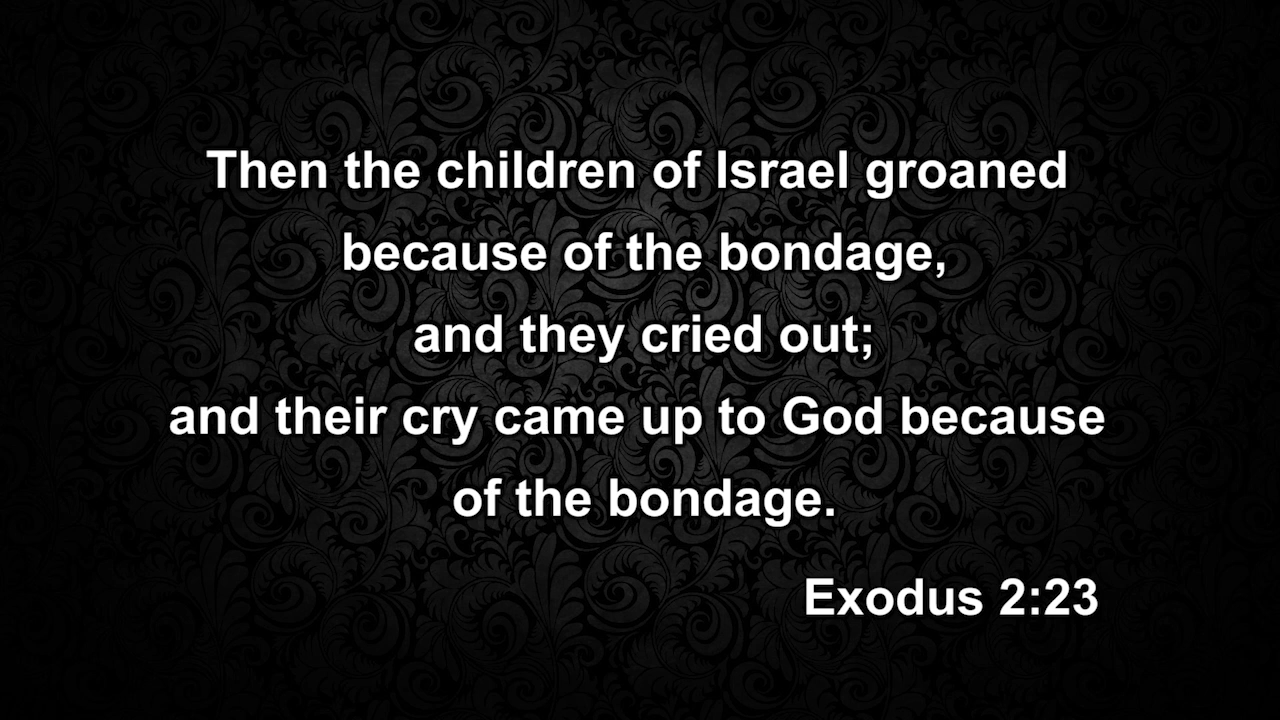 Then the children of Israel groaned
because of the bondage,
and they cried out;
and their cry came up to God because
of the bondage.
Exodus 2:23